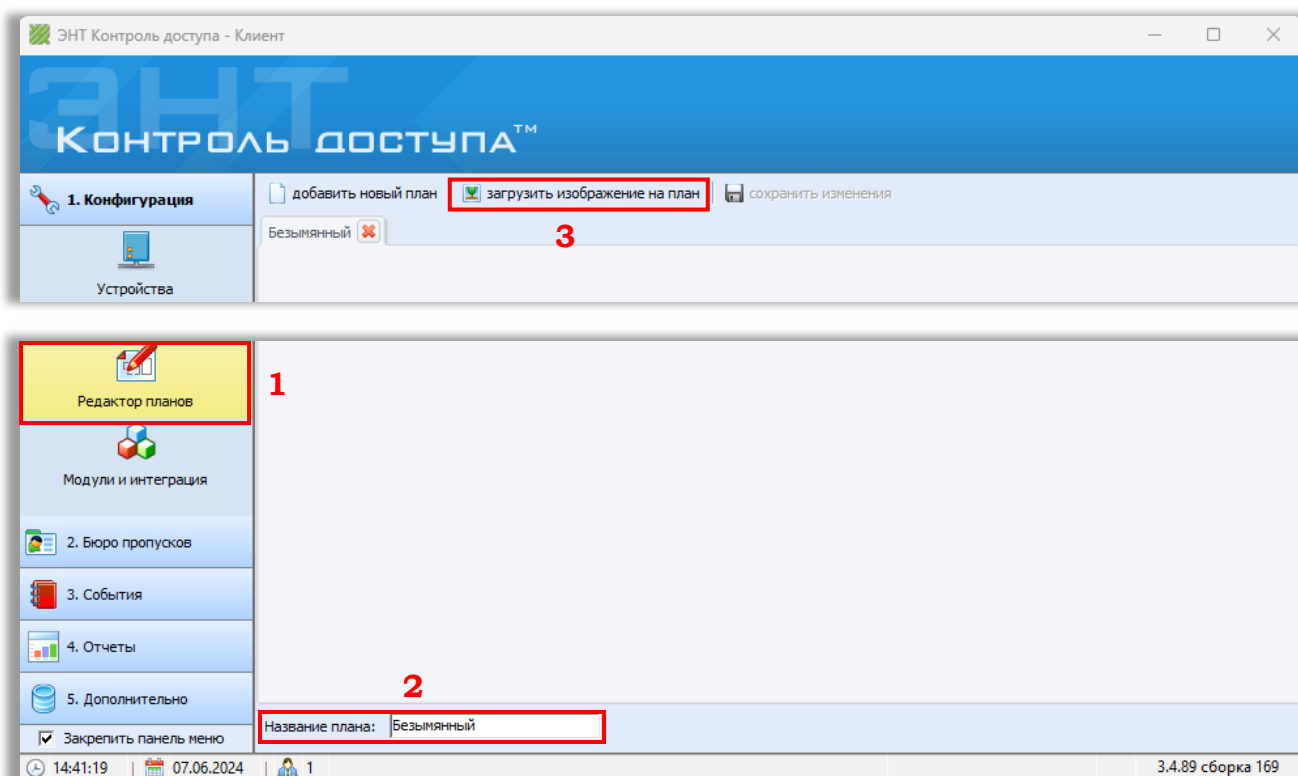 ЭНТ Контроль доступа - Клиент
ЭНТ
Контроль доступа™
1. Конфигурация
добавить новый план
загрузить изображение на план
сохранить изменения
Безымянный
3
Устройства
Редактор планов
1
Модули и интеграция
2. Бюро пропусков
3. События
4. Отчеты
5. Дополнительно
2
Название плана: Безымянный
Закрепить панель меню
14:41:19 | 07.06.2024 | 1
3.4.89 сборка 169